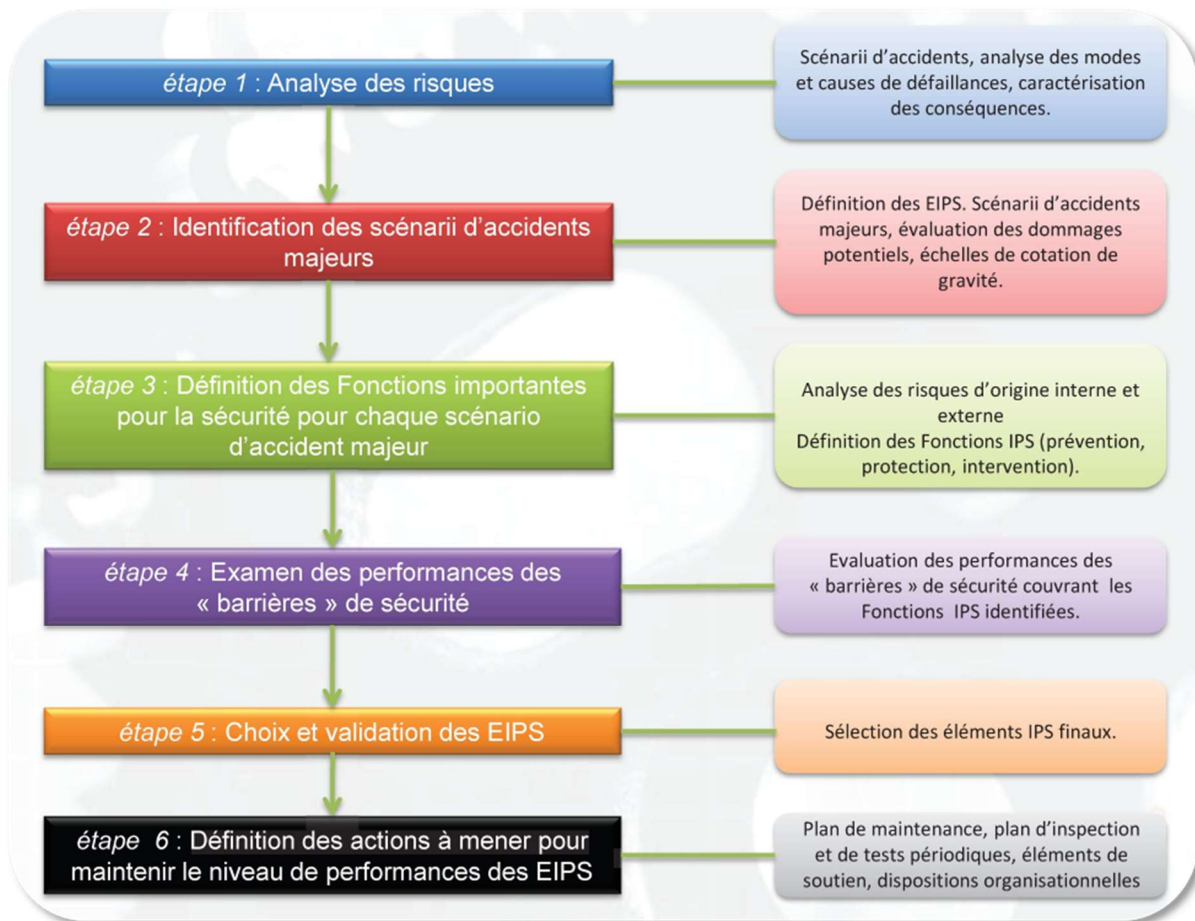 étape 1 : Analyse des risques
Scénarii d’accidents, analyse des modes
et causes de défaillances, caractérisation
des conséquences.
étape 2 : Identification des scénarii d’accidents
majeurs
Définition des EIPS. Scénarii d’accidents
majeurs, évaluation des dommages
potentiels, échelles de cotation de
gravité.
étape 3 : Définition des Fonctions importantes
pour la sécurité pour chaque scénario
d’accident majeur
Analyse des risques d’origine interne et
externe
Définition des Fonctions IPS (prévention,
protection, intervention).
étape 4 : Examen des performances des
« barrières » de sécurité
Evaluation des performances des
« barrières » de sécurité couvrant les
Fonctions IPS identifiées.
étape 5 : Choix et validation des EIPS
Sélection des éléments IPS finaux.
étape 6 : Définition des actions à mener pour
maintenir le niveau de performances des EIPS
Plan de maintenance, plan d’inspection
et de tests périodiques, éléments de
soutien, dispositions organisationnelles